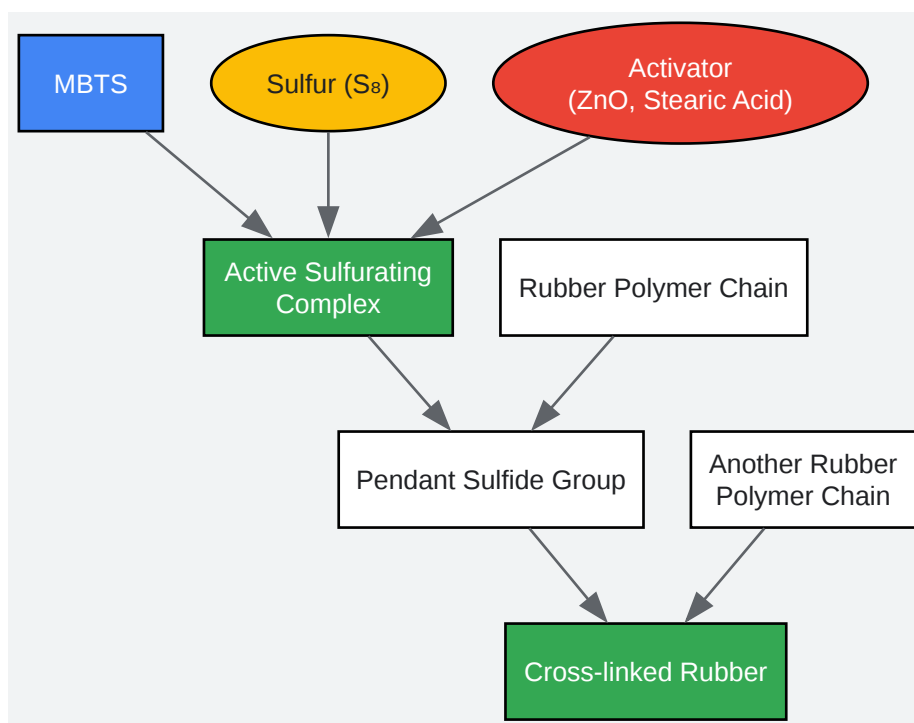 MBTS
Sulfur (S₈)
Activator
(ZnO, Stearic Acid)
Active Sulfurating
Complex
Rubber Polymer Chain
Pendant Sulfide Group
Another Rubber
Polymer Chain
Cross-linked Rubber